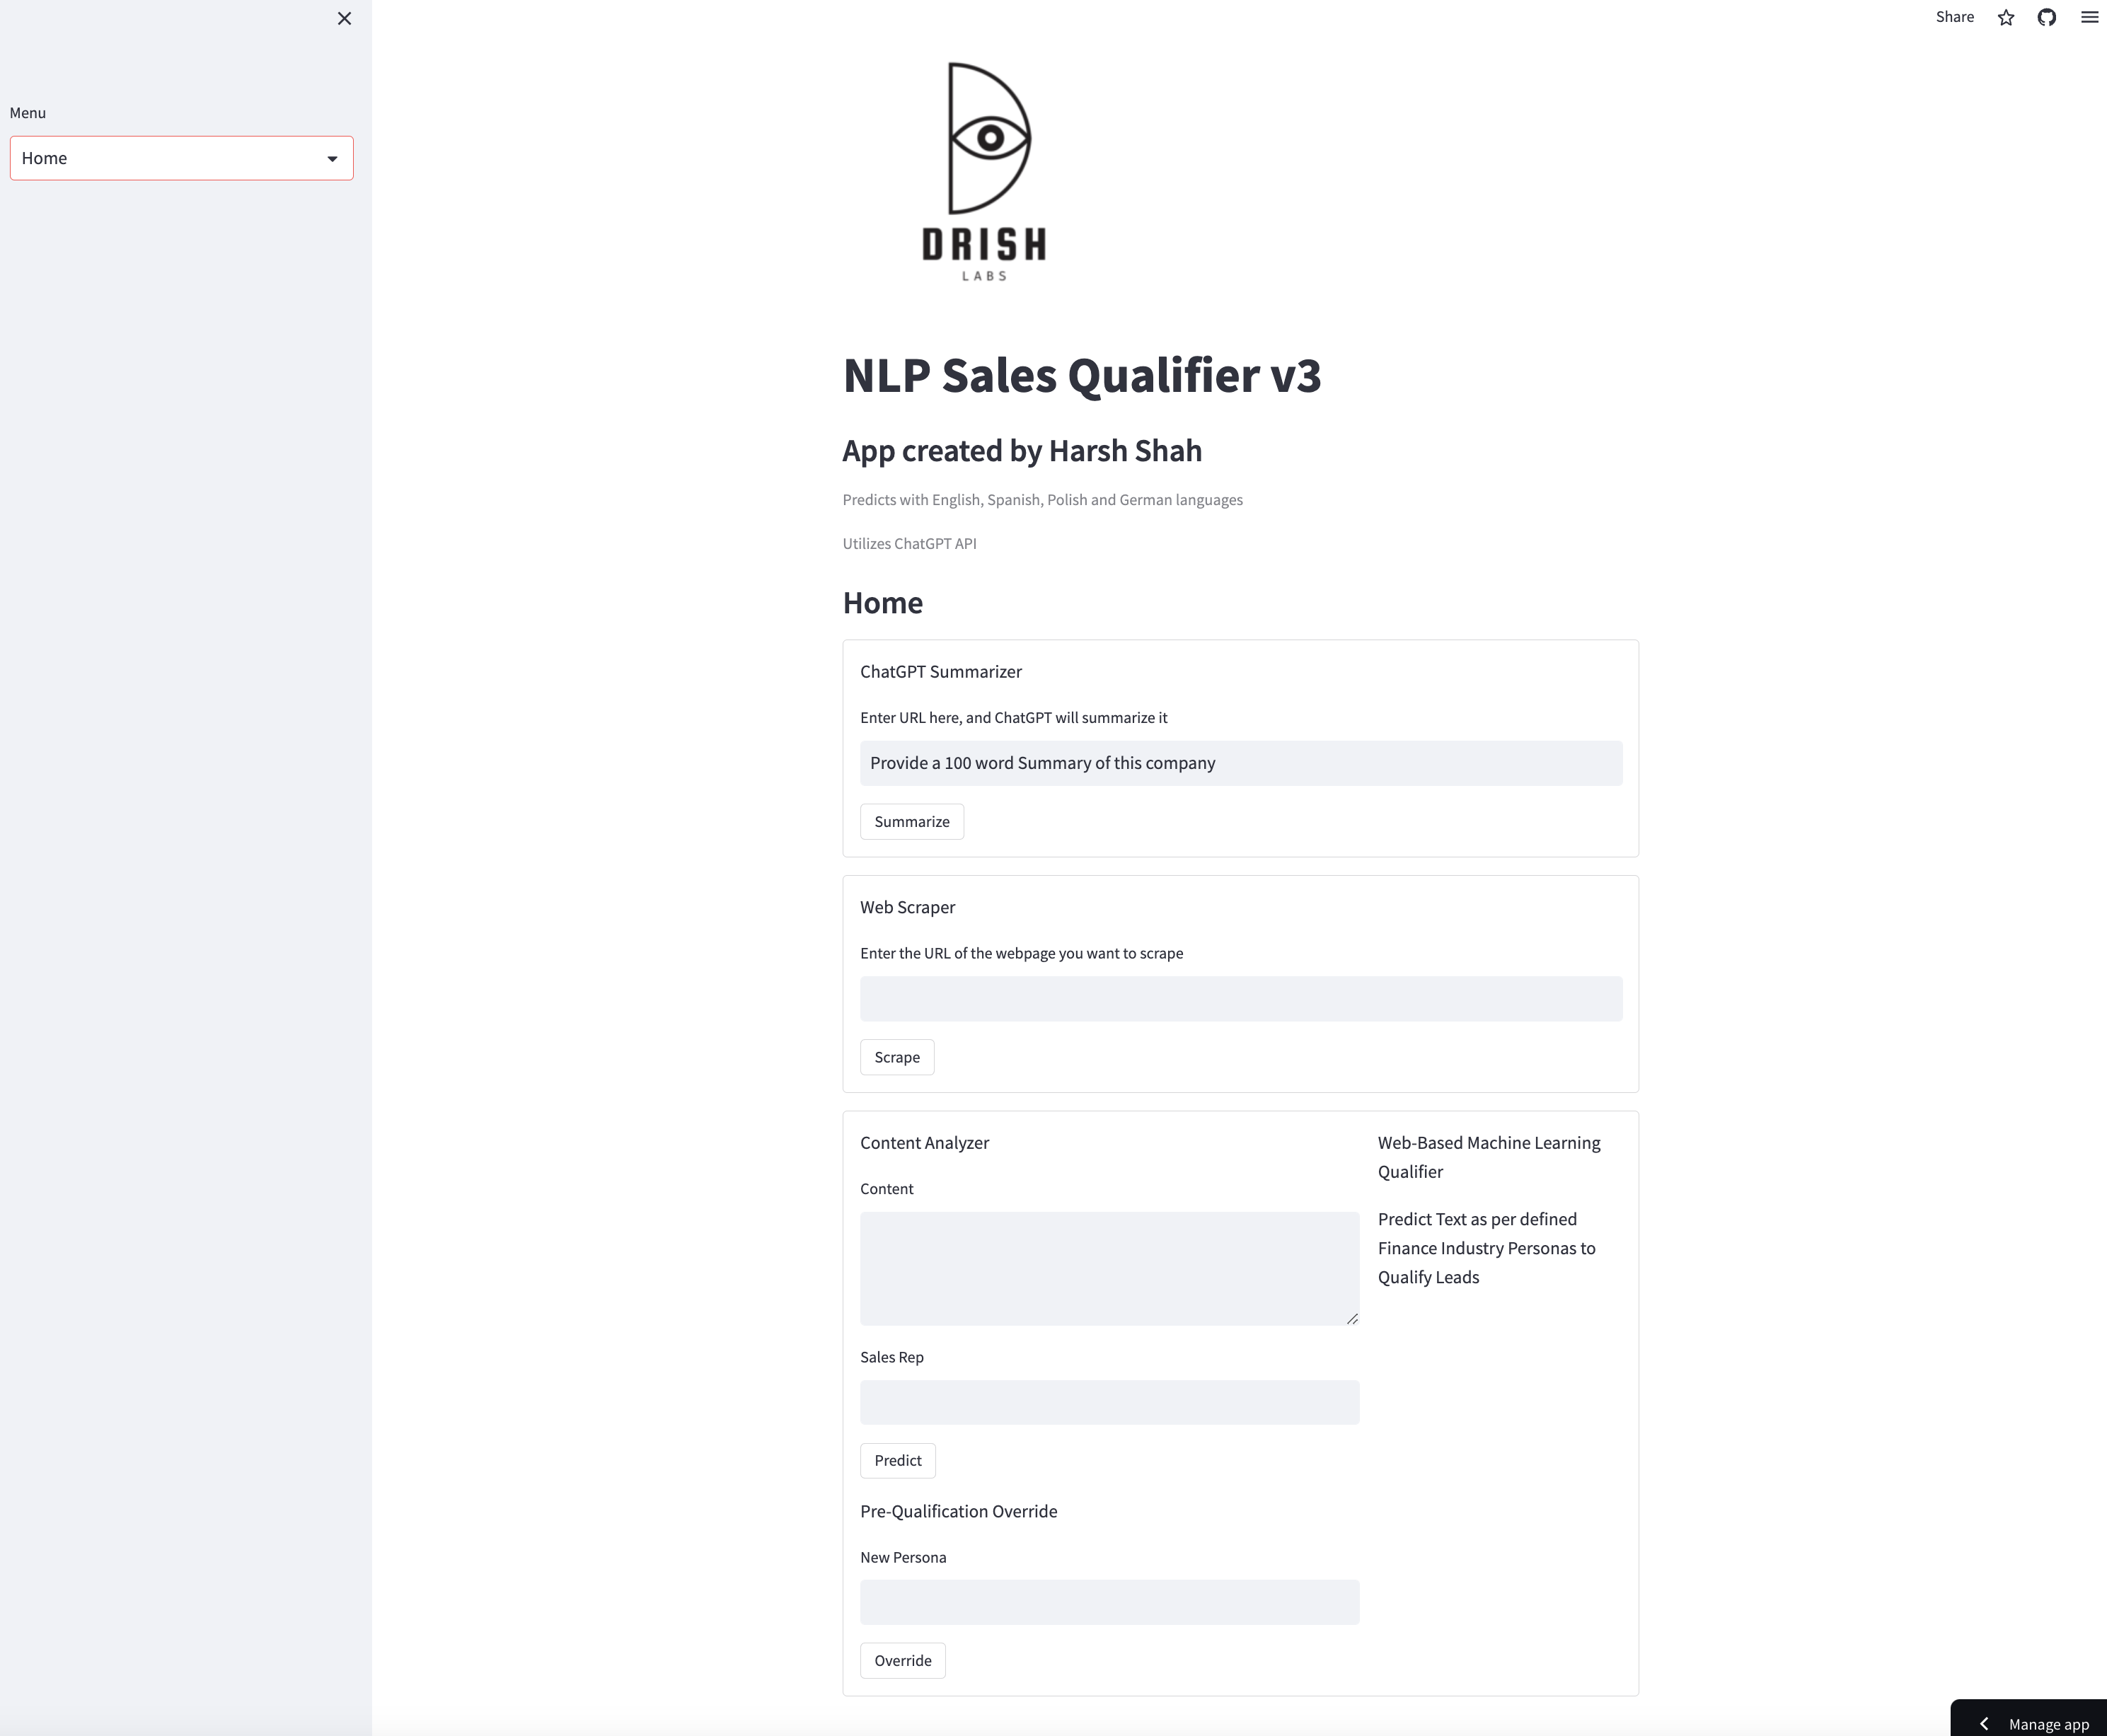 Share
Menu
Home
DRISH
LABS
NLP Sales Qualifier v3
App created by Harsh Shah
Predicts with English, Spanish, Polish and German languages
Utilizes ChatGPT API
Home
ChatGPT Summarizer
Enter URL here, and ChatGPT will summarize it
Provide a 100 word Summary of this company
Summarize
Web Scraper
Enter the URL of the webpage you want to scrape
Scrape
Content Analyzer
Content
Sales Rep
Predict
Pre-Qualification Override
New Persona
Override
Web-Based Machine Learning
Qualifier
Predict Text as per defined
Finance Industry Personas to
Qualify Leads
Manage app